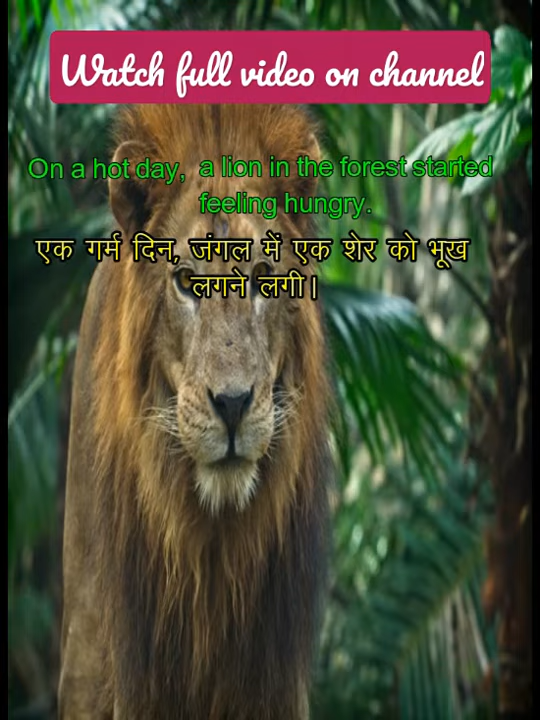 Watch full video on channel
On a hot day, a lion in the forest started
feeling hungry.
एक गर्म दिन, जंगल में एक शेर को भूख
लगने लगी।